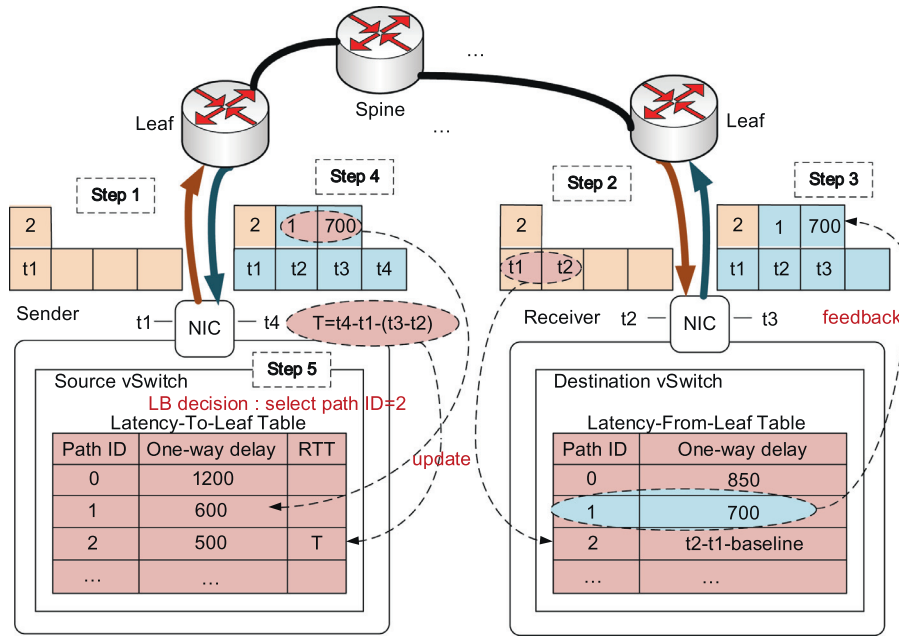 Spine
...
...
Leaf
Leaf
Step 1
Step 4
Step 2
Step 3
2
t1
2 1 700
t1 t2 t3 t4
2
t1 t2
2 1 700
t1 t2 t3
Sender
t1 NIC t4
T=t4-t1-(t3-t2)
Receiver t2 NIC t3
feedback
Step 5
Source vSwitch
LB decision : select path ID=2
Latency-To-Leaf Table
Path ID One-way delay RTT
0 1200
1 600
2 500 T
... ...
update
Destination vSwitch
Latency-From-Leaf Table
Path ID One-way delay
0 850
1 700
2 t2-t1-baseline
... ...